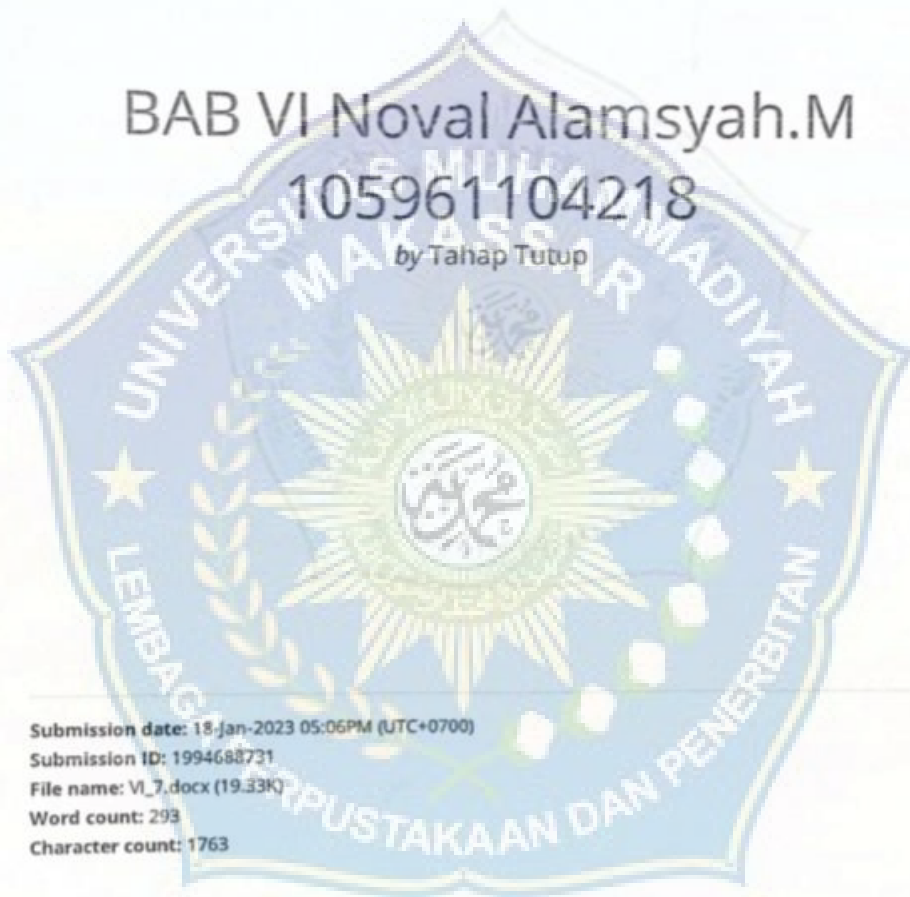 BAB VI Noval Alamsyah.M
105961104218
by Tahap Tutup
UNIVERSITAS MUHAMMADIYAH
MAKASSAR
LEMBAGA PERPUSTAKAAN DAN PENERBITAN
Submission date: 18-Jan-2023 05:06PM (UTC+0700)
Submission ID: 1994688731
File name: VI_7.docx (19.33K)
Word count: 293
Character count: 1763